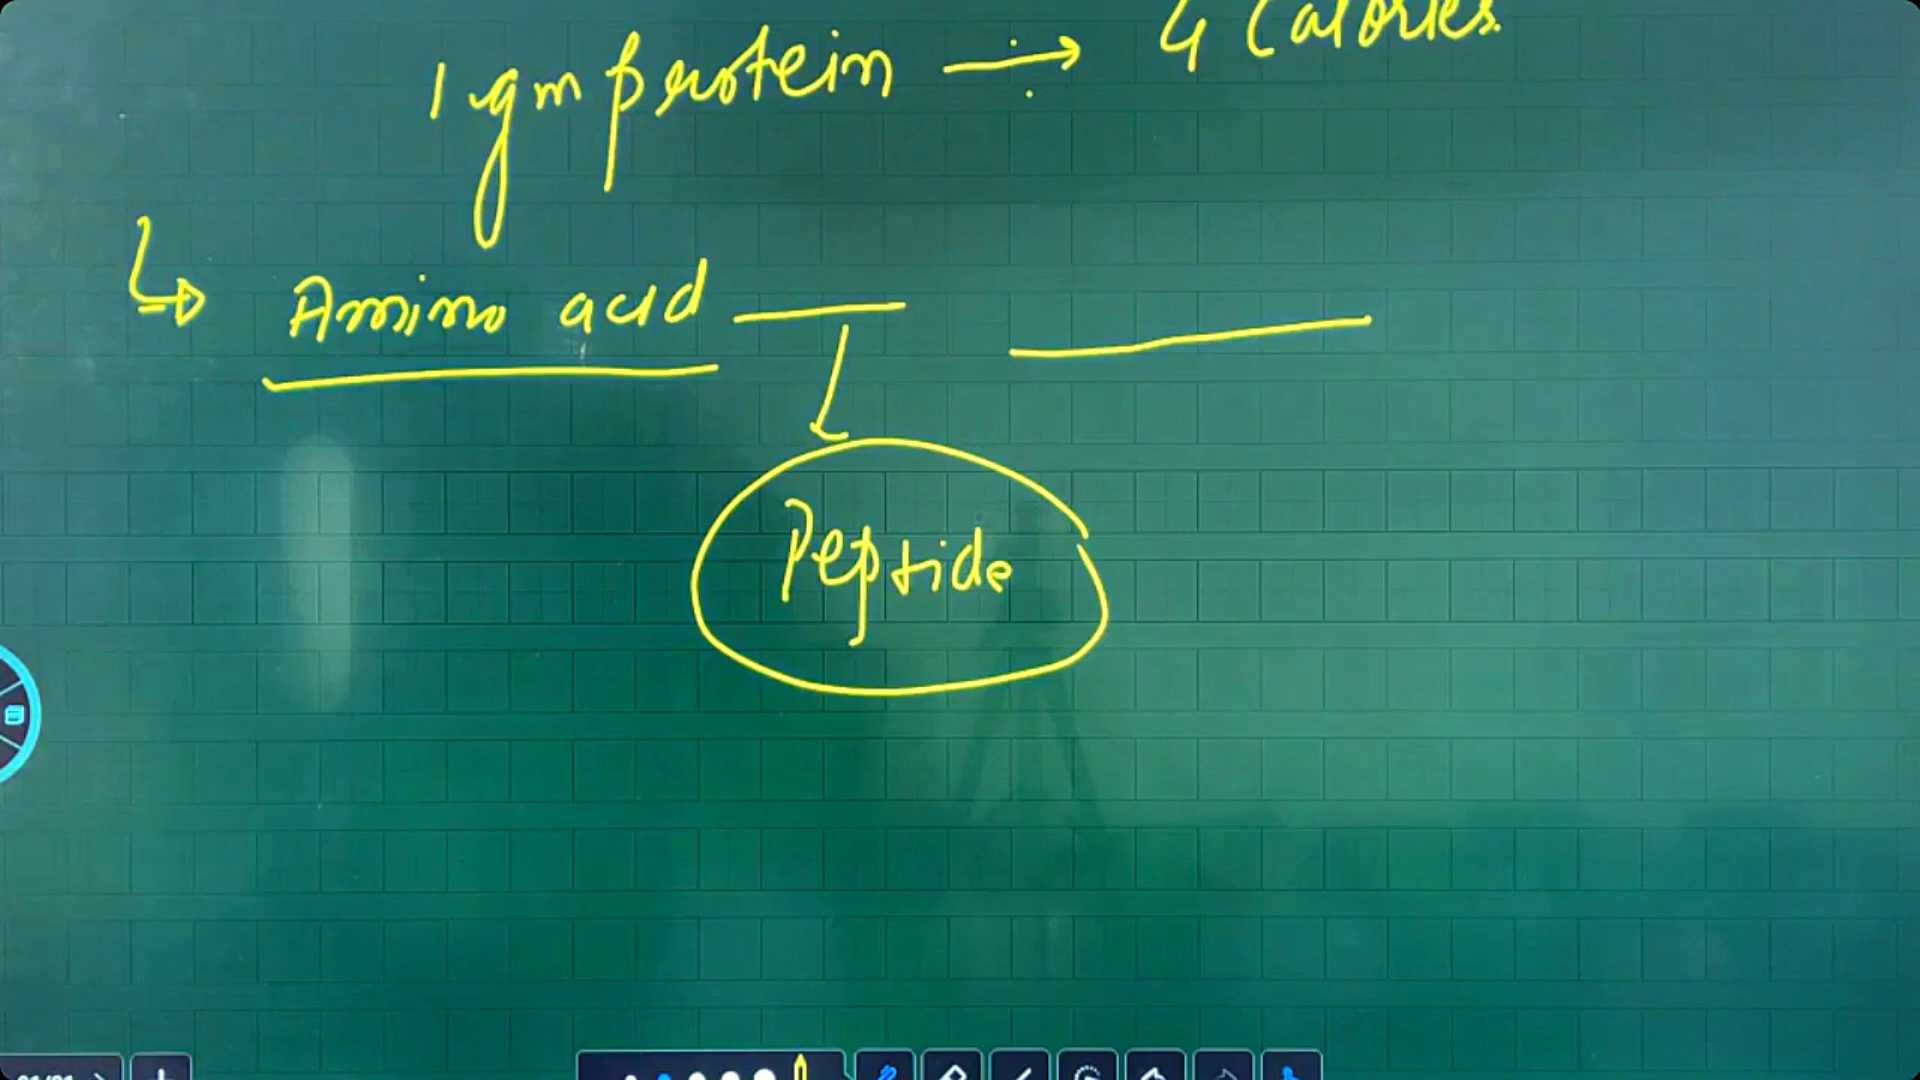 1 gm protein → 4 Calories.
Amino acid
Peptide